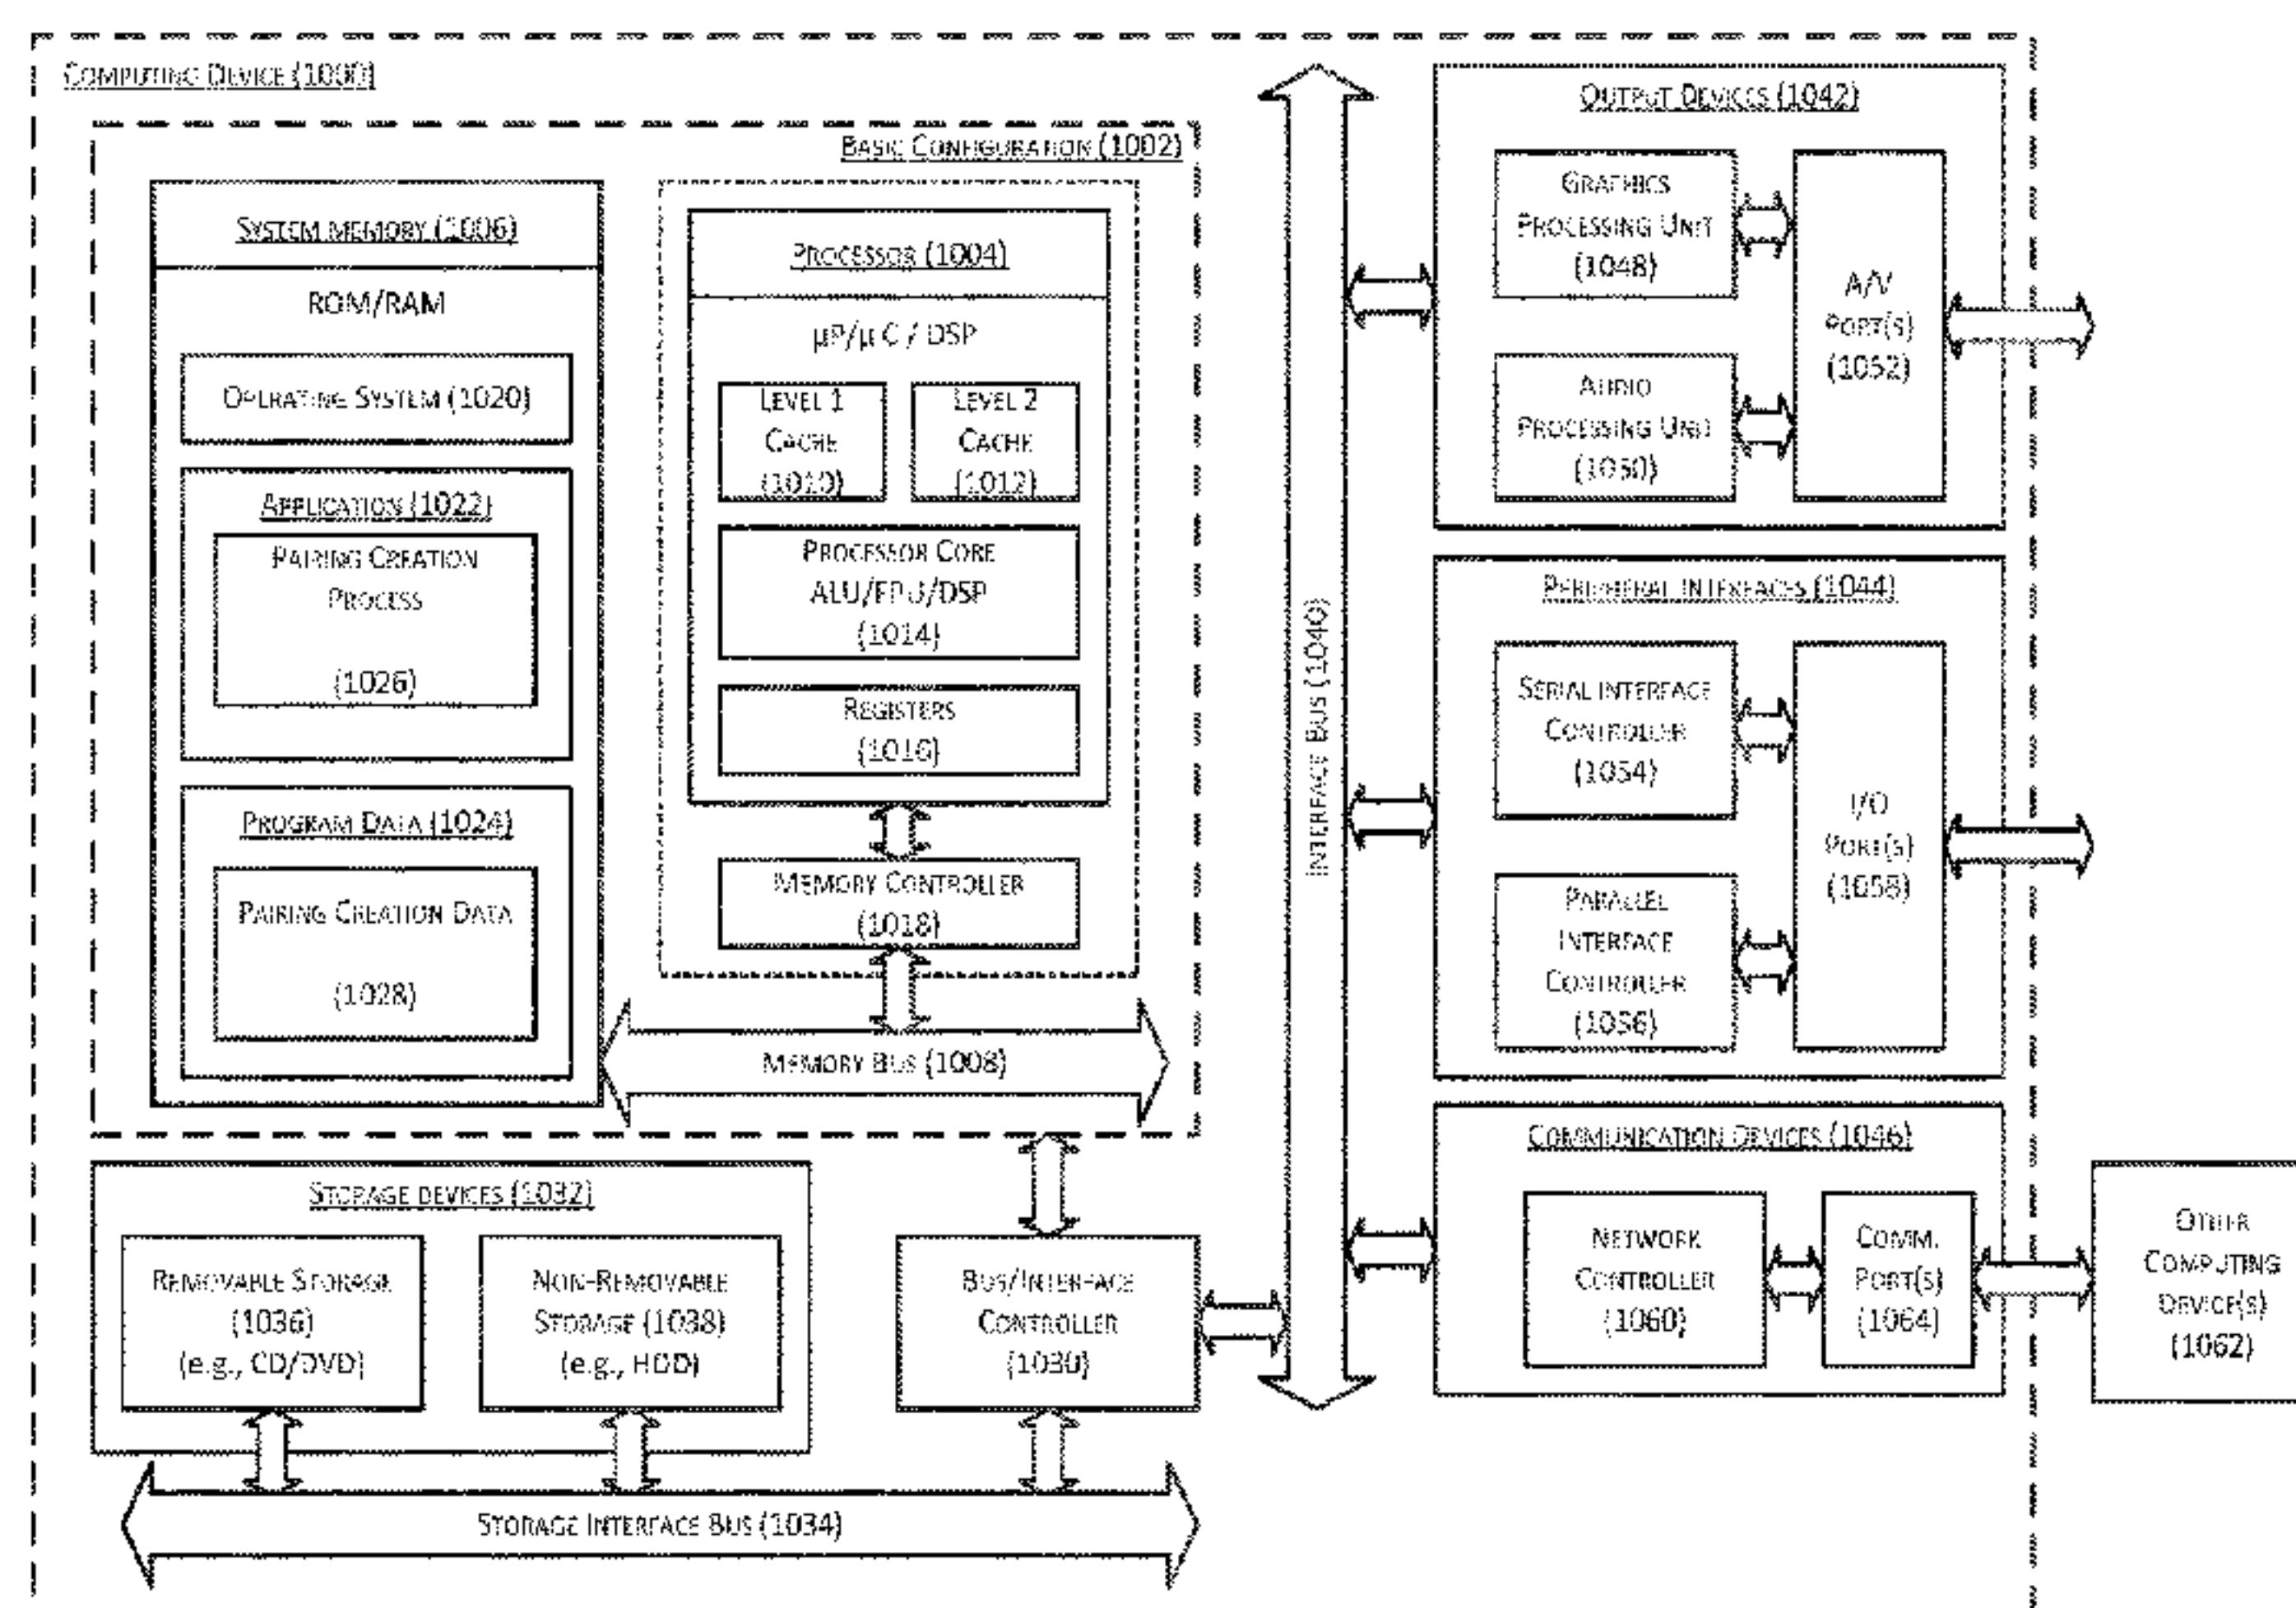 COMPUTING DEVICE (1000)
BASIC CONFIGURATION (1002)
SYSTEM MEMORY (1006)
ROM/RAM
OPERATING SYSTEM (1020)
APPLICATION (1022)
PAIRING CREATION
PROCESS
(1026)
PROGRAM DATA (1024)
PAIRING CREATION DATA
(1028)
PROCESSOR (1004)
µP/µC / DSP
LEVEL 1
CACHE
(1010)
LEVEL 2
CACHE
(1012)
PROCESSOR CORE
ALU/FPU/DSP
(1014)
REGISTERS
(1016)
MEMORY CONTROLLER
(1018)
MEMORY BUS (1008)
STORAGE DEVICES (1032)
REMOVABLE STORAGE
(1036)
(e.g., CD/DVD)
NON-REMOVABLE
STORAGE (1038)
(e.g., HDD)
BUS/INTERFACE
CONTROLLER
(1030)
STORAGE INTERFACE BUS (1034)
INTERFACE BUS (1040)
OUTPUT DEVICES (1042)
GRAPHICS
PROCESSING UNIT
(1048)
AUDIO
PROCESSING UNIT
(1050)
A/V
PORT(S)
(1052)
PERIPHERAL INTERFACES (1044)
SERIAL INTERFACE
CONTROLLER
(1054)
PARALLEL
INTERFACE
CONTROLLER
(1056)
I/O
PORT(S)
(1058)
COMMUNICATION DEVICES (1046)
NETWORK
CONTROLLER
(1060)
COMM.
PORT(S)
(1064)
OTHER
COMPUTING
DEVICE(S)
(1062)